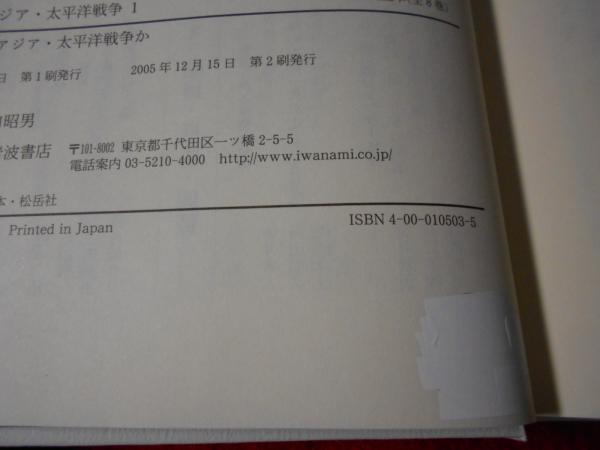 (全8巻)
ジア・太平洋戦争 1
アジア・太平洋戦争か
日 第1刷発行 2005年12月15日 第2刷発行
昭男
波書店 〒101-8002 東京都千代田区一ツ橋 2-5-5
電話案内 03-5210-4000 http://www.iwanami.co.jp/
本・松岳社
Printed in Japan ISBN 4-00-010503-5